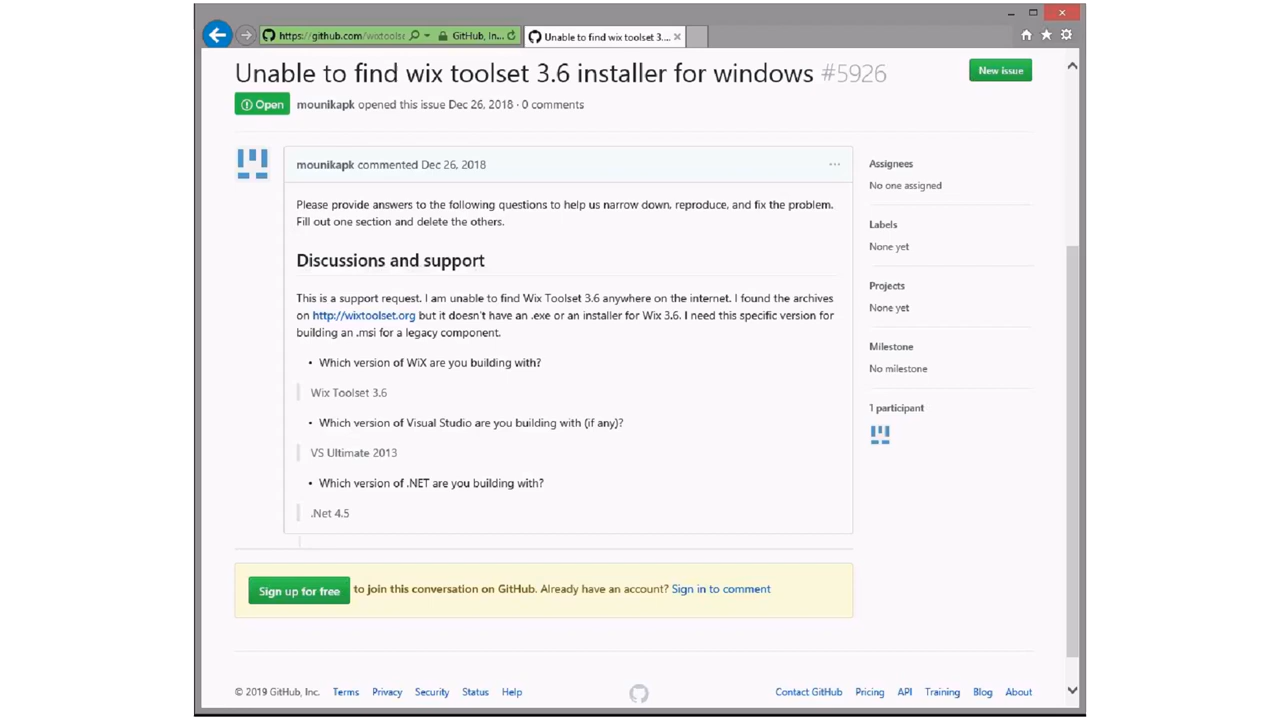 https://github.com/wixtoolse
GitHub, In...
Unable to find wix toolset 3.6....
Unable to find wix toolset 3.6 installer for windows #5926
New issue
Open
mounikapk opened this issue Dec 26, 2018 · 0 comments
mounikapk commented Dec 26, 2018
Please provide answers to the following questions to help us narrow down, reproduce, and fix the problem.
Fill out one section and delete the others.
Discussions and support
This is a support request. I am unable to find Wix Toolset 3.6 anywhere on the internet. I found the archives
on http://wixtoolset.org but it doesn't have an .exe or an installer for Wix 3.6. I need this specific version for
building an .msi for a legacy component.
• Which version of WiX are you building with?
Wix Toolset 3.6
• Which version of Visual Studio are you building with (if any)?
VS Ultimate 2013
• Which version of .NET are you building with?
.Net 4.5
Assignees
No one assigned
Labels
None yet
Projects
None yet
Milestone
No milestone
1 participant
Sign up for free to join this conversation on GitHub. Already have an account? Sign in to comment
© 2019 GitHub, Inc. Terms Privacy Security Status Help
Contact GitHub Pricing API Training Blog About